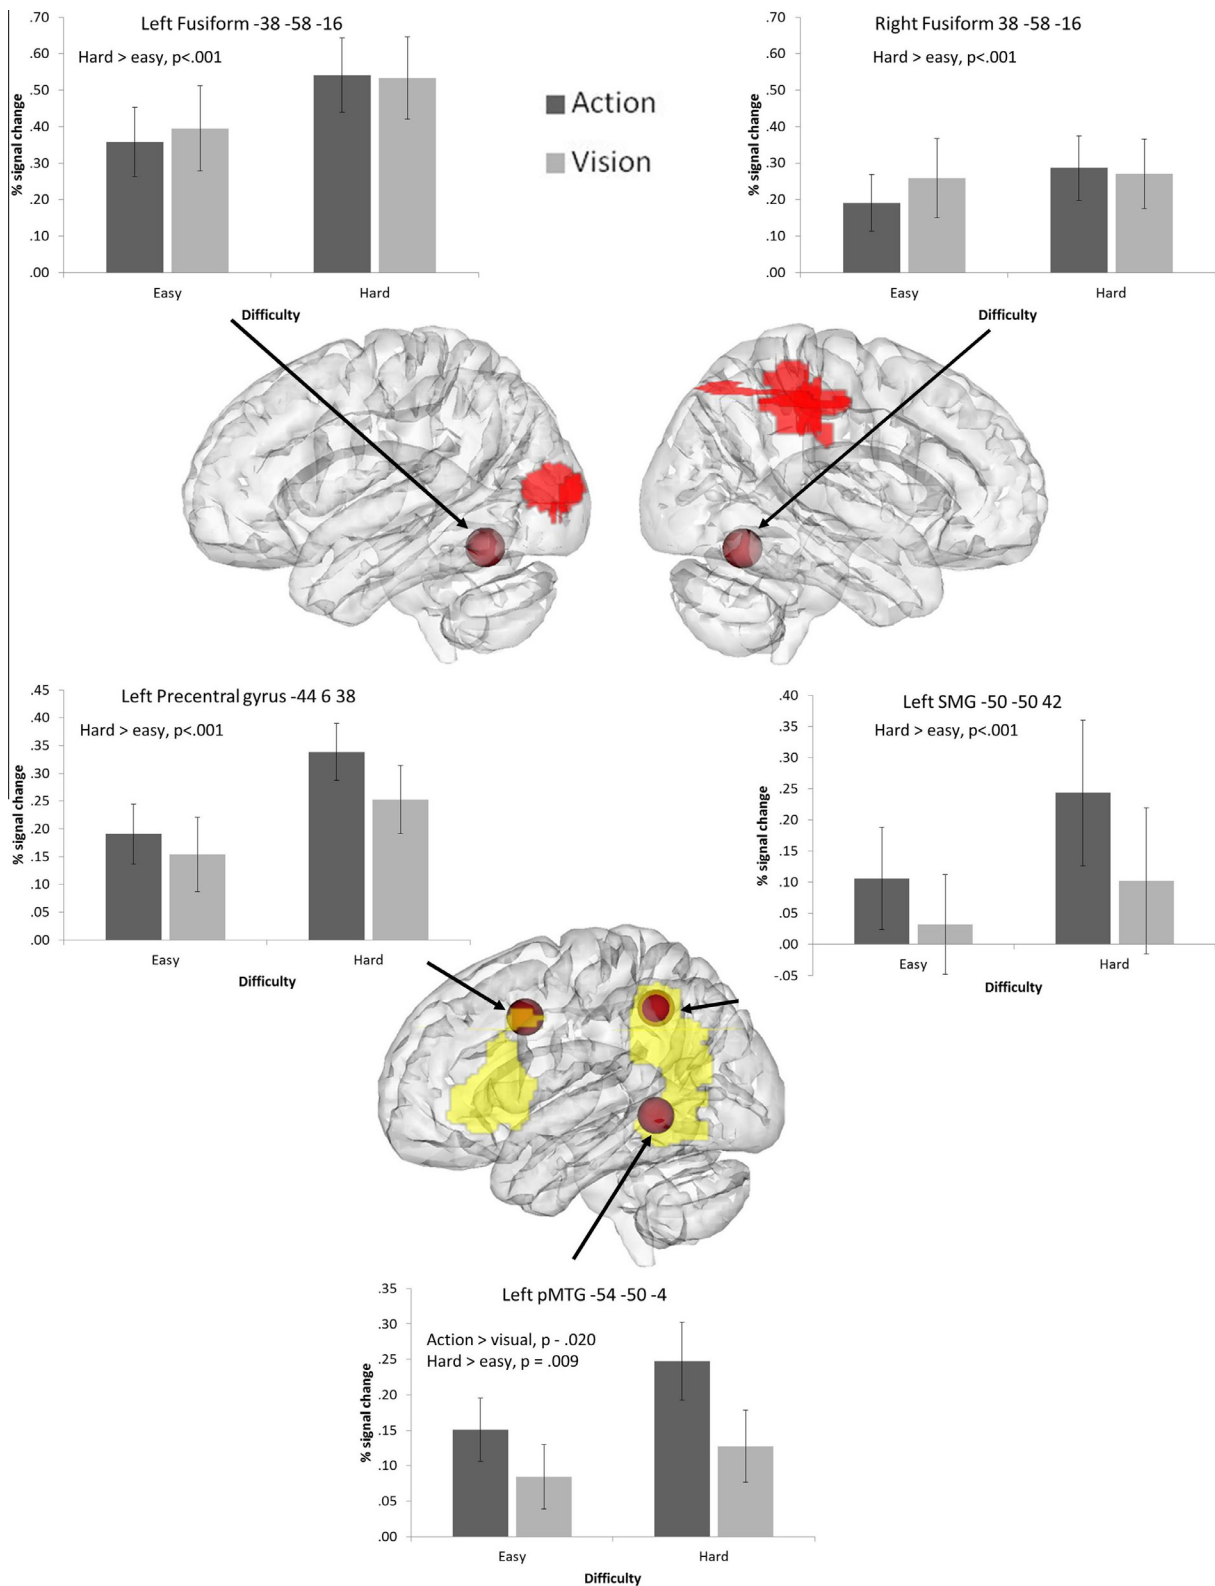 Left Fusiform -38 -58 -16
Hard > easy, p<.001
% signal change
.70
.60
.50
.40
.30
.20
.10
.00
Easy
Hard
Difficulty
Action
Vision
Right Fusiform 38 -58 -16
Hard > easy, p<.001
% signal change
.70
.60
.50
.40
.30
.20
.10
.00
Easy
Hard
Difficulty
Left Precentral gyrus -44 6 38
Hard > easy, p<.001
% signal change
.45
.40
.35
.30
.25
.20
.15
.10
.05
.00
Easy
Hard
Difficulty
Left SMG -50 -50 42
Hard > easy, p<.001
% signal change
.40
.35
.30
.25
.20
.15
.10
.05
.00
-.05
Easy
Hard
Difficulty
Left pMTG -54 -50 -4
Action > visual, p - .020
Hard > easy, p = .009
% signal change
.35
.30
.25
.20
.15
.10
.05
.00
Easy
Hard
Difficulty